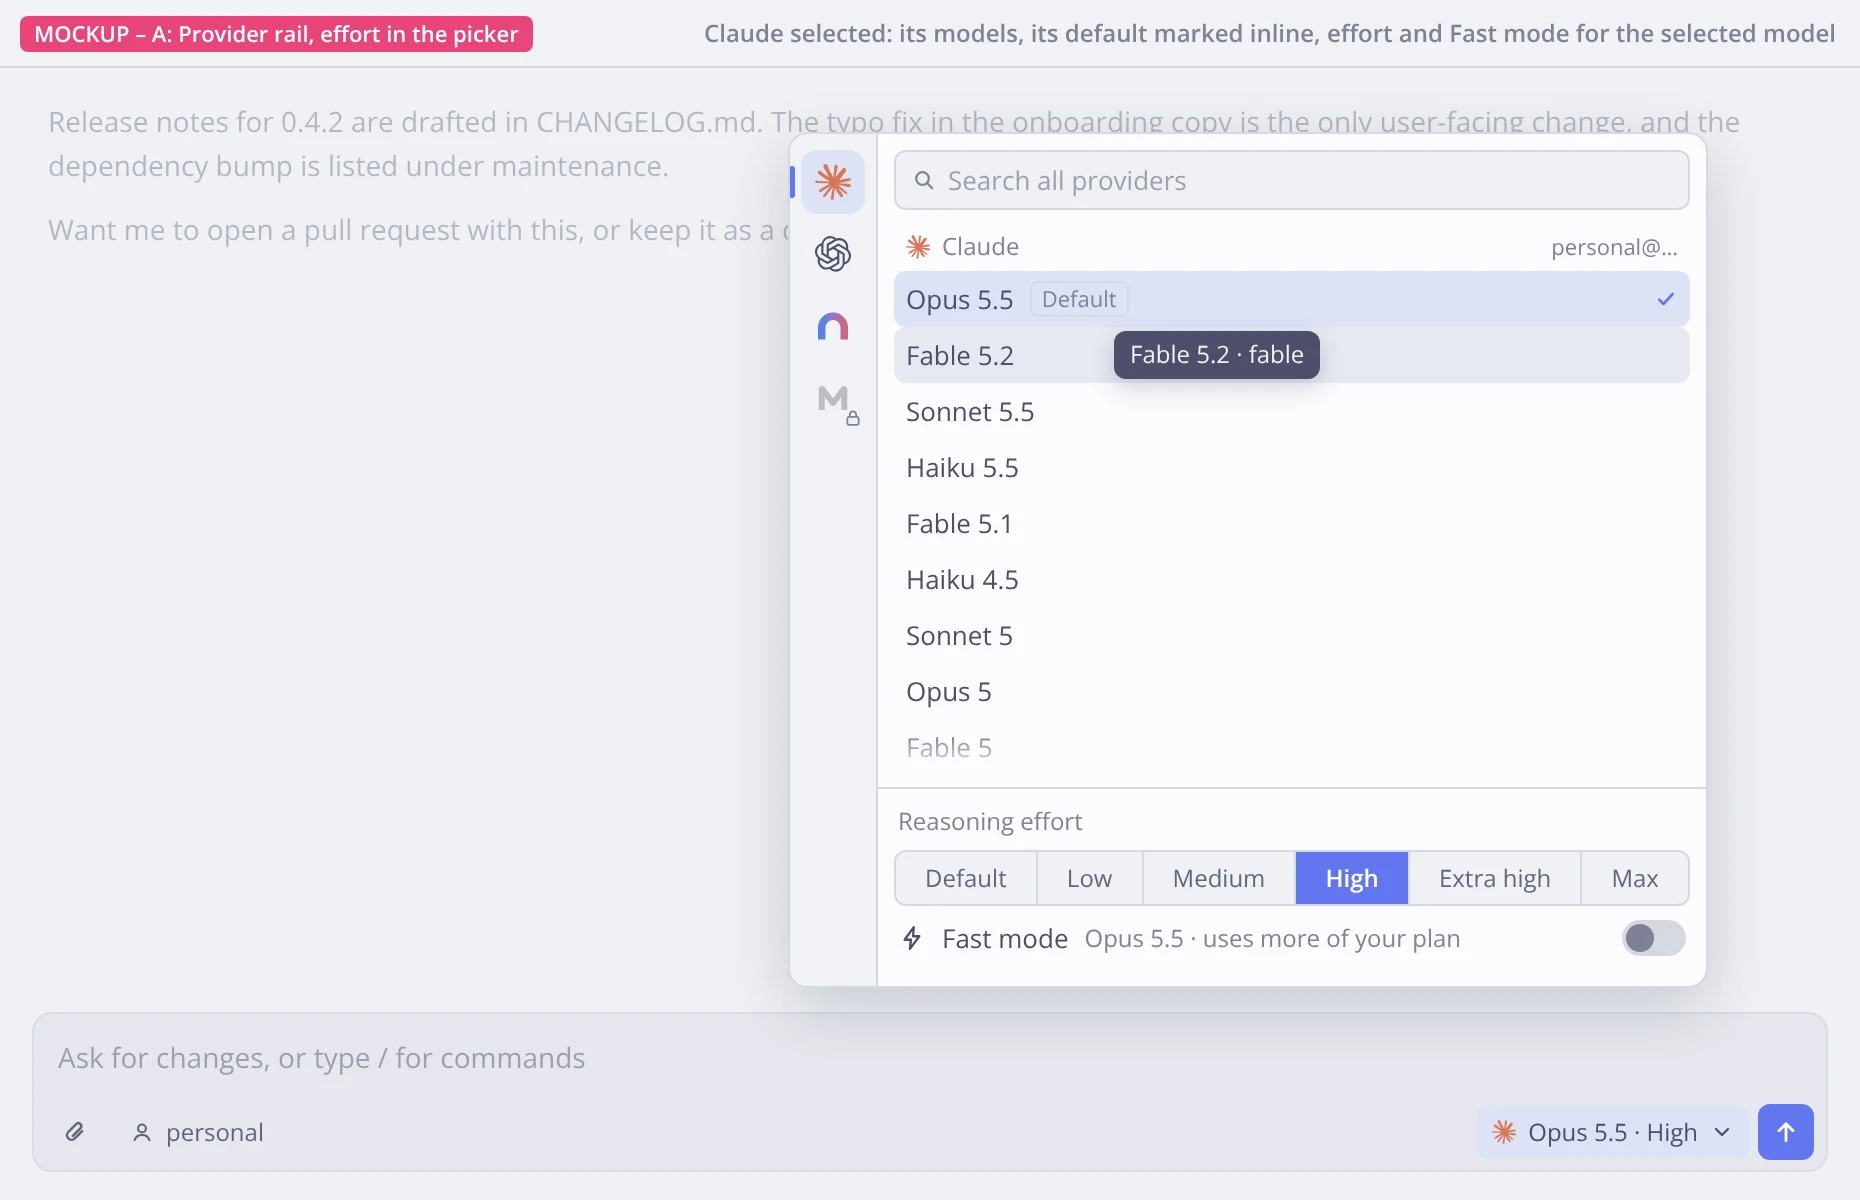 MOCKUP – A: Provider rail, effort in the picker
Claude selected: its models, its default marked inline, effort and Fast mode for the selected model
Release notes for 0.4.2 are drafted in CHANGELOG.md. The typo fix in the onboarding copy is the only user-facing change, and the
dependency bump is listed under maintenance.
Want me to open a pull request with this, or keep it as a
Search all providers
Claude
personal@...
Opus 5.5
Default
Fable 5.2
Fable 5.2 · fable
Sonnet 5.5
Haiku 5.5
Fable 5.1
Haiku 4.5
Sonnet 5
Opus 5
Fable 5
Reasoning effort
Default
Low
Medium
High
Extra high
Max
Fast mode
Opus 5.5 · uses more of your plan
Ask for changes, or type / for commands
personal
Opus 5.5 · High